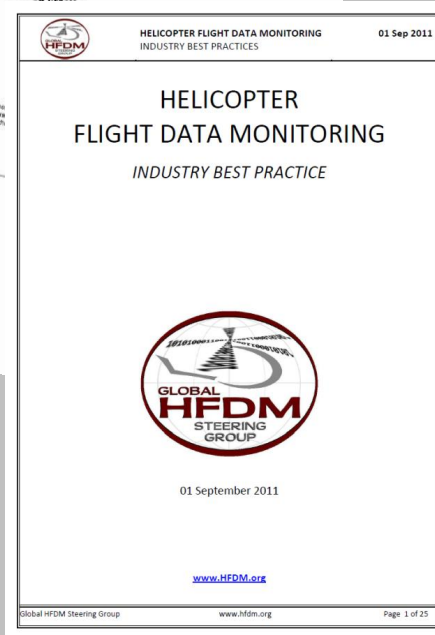 HFDM
HELICOPTER FLIGHT DATA MONITORING
INDUSTRY BEST PRACTICES
01 Sep 2011
HELICOPTER
FLIGHT DATA MONITORING
INDUSTRY BEST PRACTICE
GLOBAL
HFDM
STEERING
GROUP
01 September 2011
www.HFDM.org
Global HFDM Steering Group www.hfdm.org Page 1 of 25